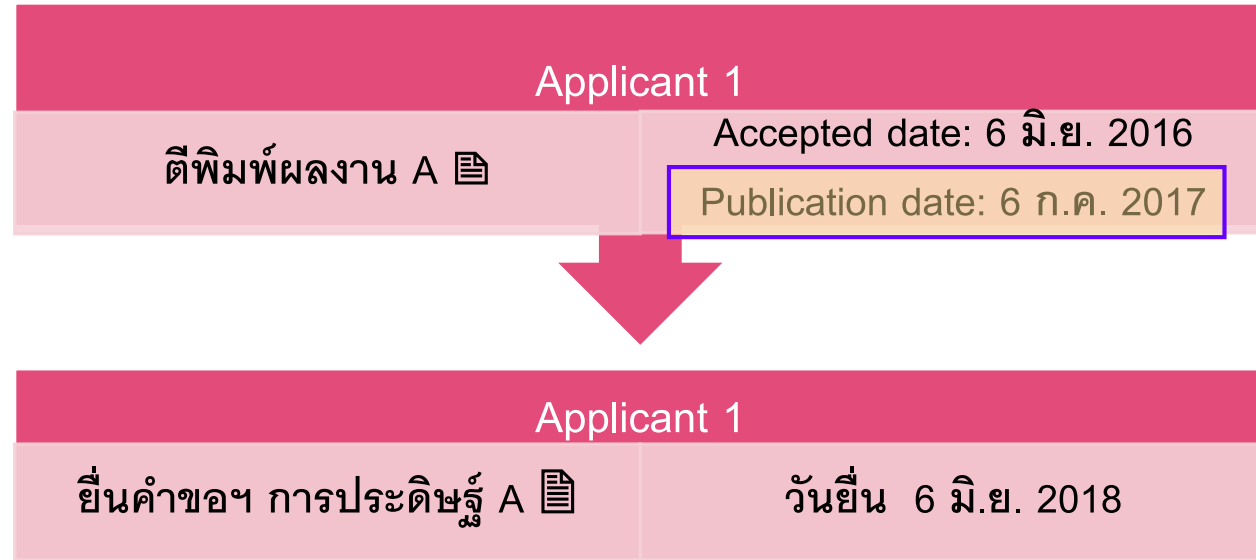 Applicant 1
ตีพิมพ์ผลงาน A
Accepted date: 6 มิ.ย. 2016
Publication date: 6 ก.ค. 2017
Applicant 1
ยื่นคำขอฯ การประดิษฐ์ A
วันยื่น 6 มิ.ย. 2018